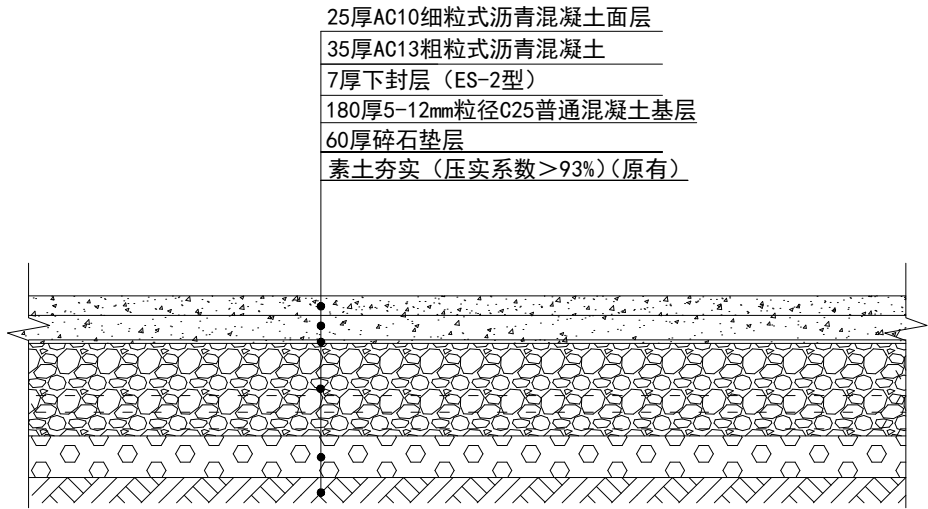 25厚AC10细粒式沥青混凝土面层
35厚AC13粗粒式沥青混凝土
7厚下封层（ES-2型）
180厚5-12mm粒径C25普通混凝土基层
60厚碎石垫层
素土夯实（压实系数＞93%）(原有）